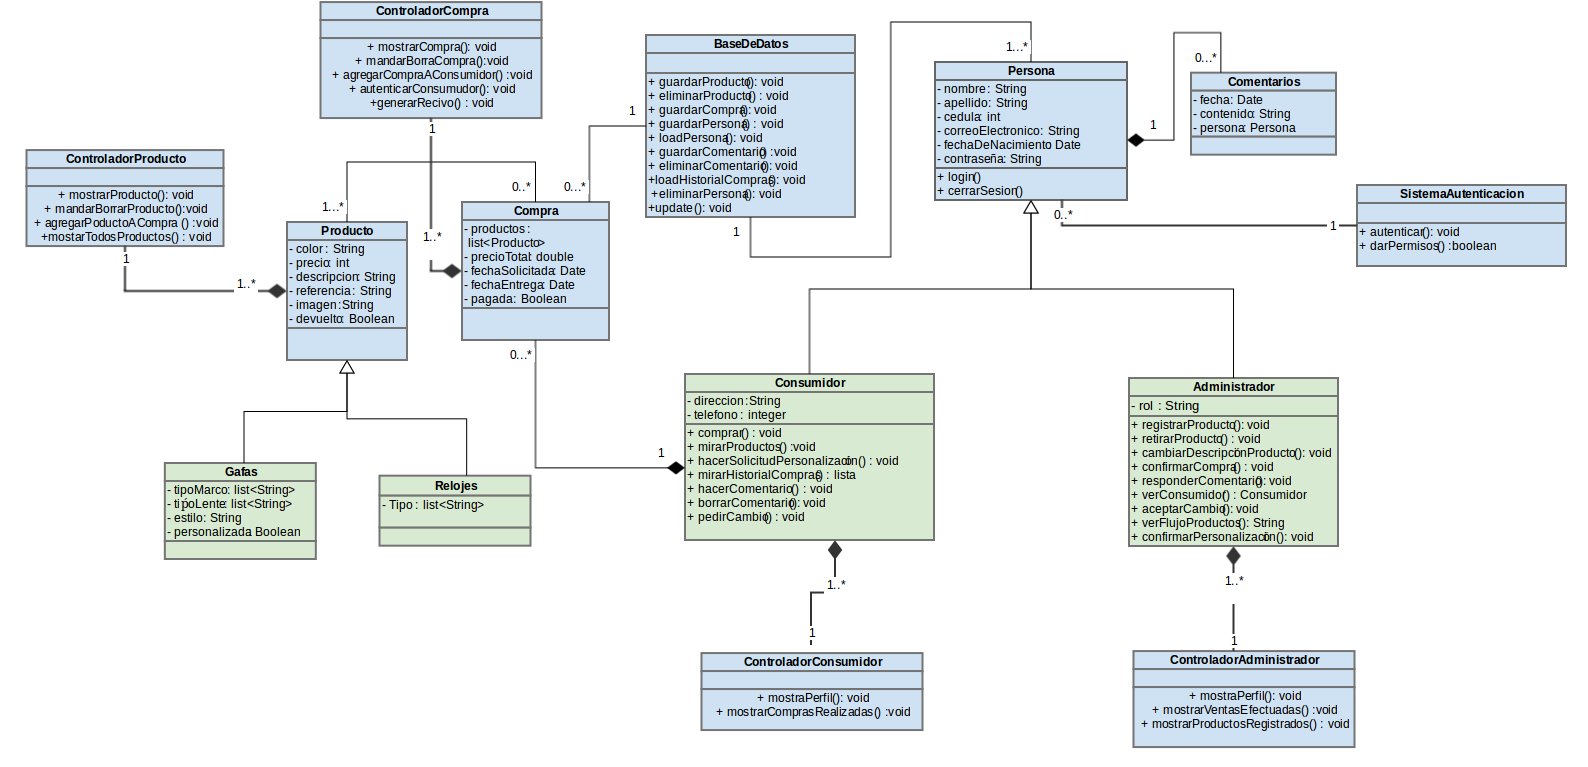 ControladorCompra
+ mostrarCompra(): void
+ mandarBorraCompra():void
+ agregarCompraAConsumidor() :void
+ autenticarConsumudor(): void
+generarRecivo() : void
1
ControladorProducto
+ mostrarProducto(): void
+ mandarBorrarProducto():void
+ agregarPoductoACompra () :void
+mostarTodosProductos() : void
1
1..*
BaseDeDatos
+ guardarProducto(): void
+ eliminarProducto() : void
+ guardarCompra(): void
+ guardarPersona() : void
+ loadPersona(): void
+ guardarComentario() :void
+ eliminarComentario(): void
+loadHistorialCompras(): void
+eliminarPersona(): void
+update(): void
1
0...*
1
1...*
Persona
- nombre: String
- apellido: String
- cedula: int
- correoElectronico: String
- fechaDeNacimiento: Date
- contraseña: String
+ login()
+ cerrarSesion()
1
0..*
Comentarios
- fecha: Date
- contenido: String
- persona: Persona
0..*
1
SistemaAutenticacion
+ autenticar(): void
+ darPermisos() :boolean
1...*
0..*
Producto
- color: String
- precio: int
- descripcion: String
- referencia: String
- imagen:String
- devuelto: Boolean
1..*
Compra
- productos:
list<Producto>
- precioTotal: double
- fechaSolicitada: Date
- fechaEntrega: Date
- pagada: Boolean
0...*
1
Gafas
- tipoMarco: list<String>
- tipoLente: list<String>
- estilo: String
- personalizada: Boolean
Relojes
- Tipo: list<String>
Consumidor
- direccion:String
- telefono: integer
+ comprar() : void
+ mirarProductos() :void
+ hacerSolicitudPersonalización() : void
+ mirarHistorialCompras() : lista
+ hacerComentario() : void
+ borrarComentario(): void
+ pedirCambio() : void
Administrador
- rol : String
+ registrarProducto(): void
+ retirarProducto() : void
+ cambiarDescripciónProducto(): void
+ confirmarCompra() : void
+ responderComentario(): void
+ verConsumidor() : Consumidor
+ aceptarCambio(): void
+ verFlujoProductos(): String
+ confirmarPersonalización(): void
1..*
1
1..*
1
ControladorConsumidor
+ mostraPerfil(): void
+ mostrarComprasRealizadas() :void
ControladorAdministrador
+ mostraPerfil(): void
+ mostrarVentasEfectuadas() :void
+ mostrarProductosRegistrados() : void